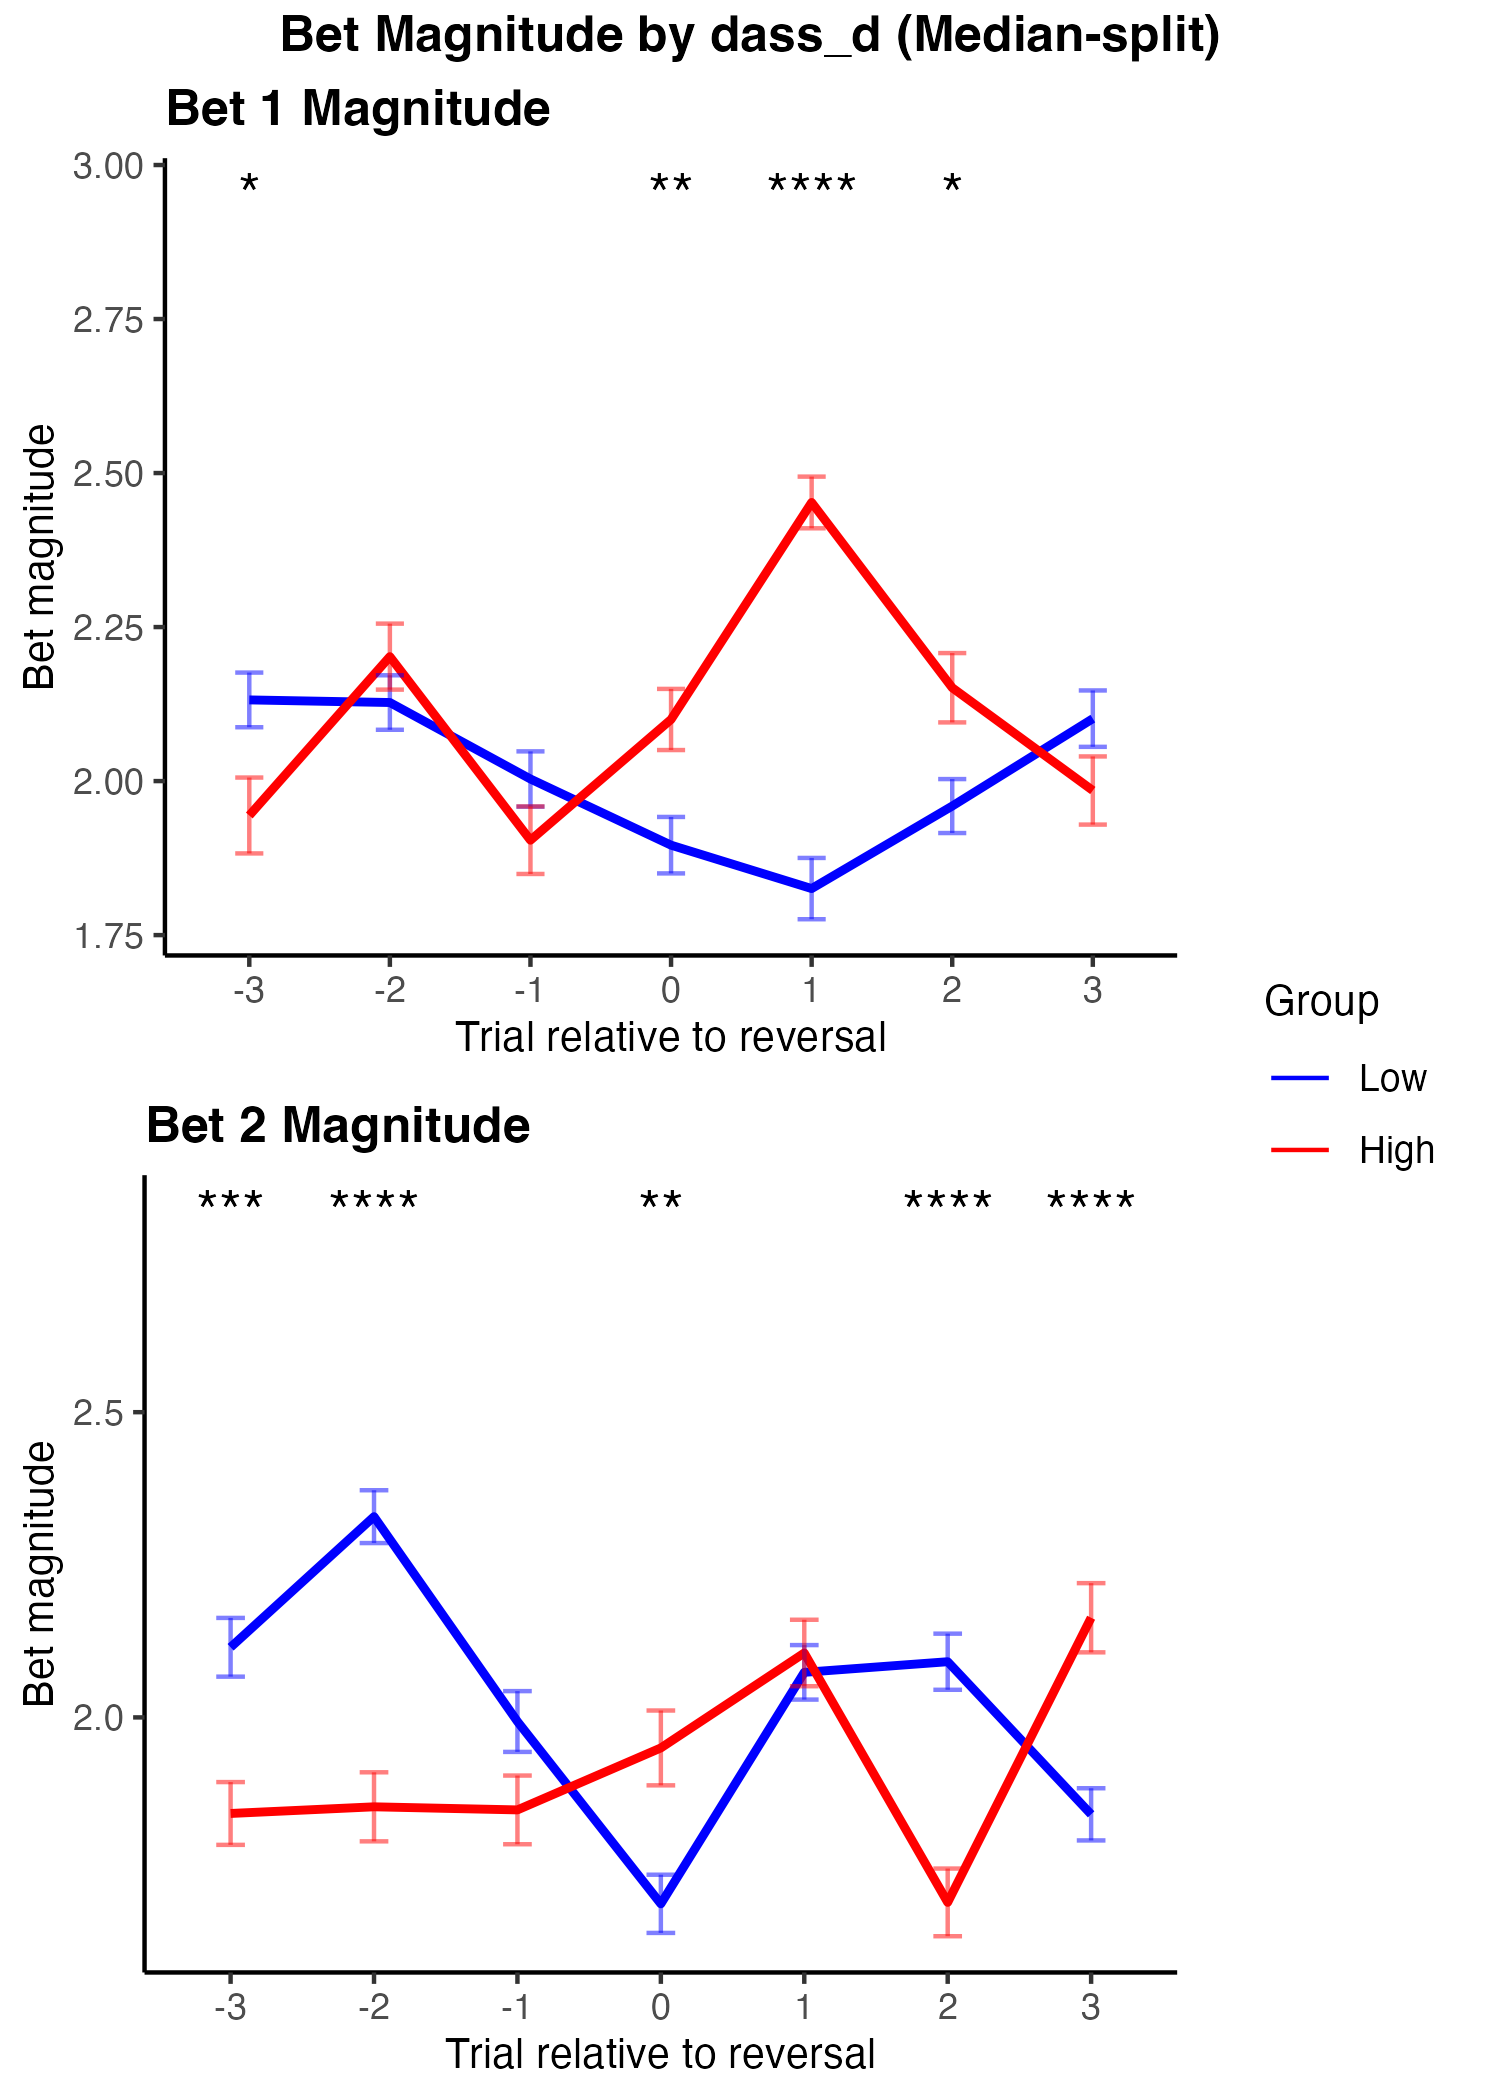 Bet Magnitude by dass_d (Median-split)
Bet 1 Magnitude
3.00
2.75
2.50
2.25
2.00
1.75
Bet magnitude
* ** **** *
-3 -2 -1 0 1 2 3
Trial relative to reversal
Group
Low
High
Bet 2 Magnitude
*** **** ** **** ****
2.5
2.0
Bet magnitude
-3 -2 -1 0 1 2 3
Trial relative to reversal